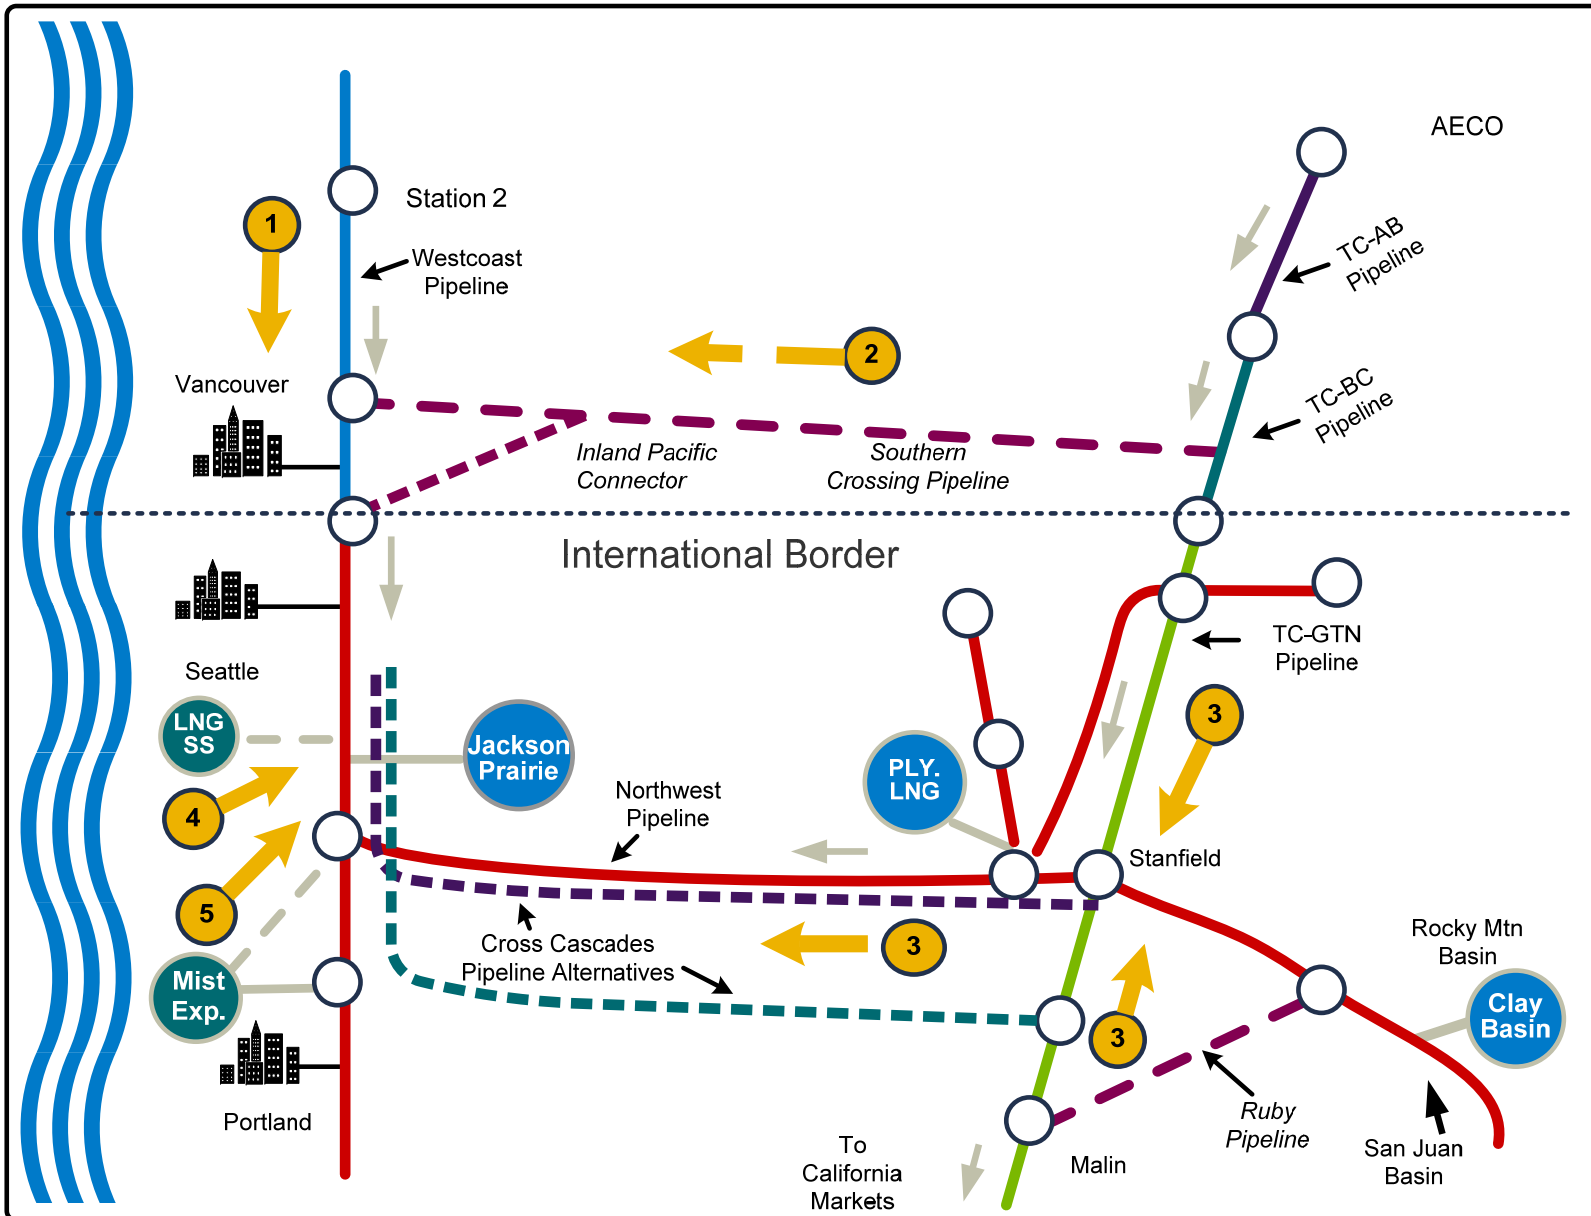 AECO
Station 2
1
TC-AB
Pipeline
Westcoast
Pipeline
2
Vancouver
TC-BC
Pipeline
Inland Pacific
Connector
Southern
Crossing Pipeline
International Border
TC-GTN
Pipeline
Seattle
LNG
SS
3
Jackson
Prairie
PLY.
LNG
4
Northwest
Pipeline
Stanfield
5
3
Cross Cascades
Pipeline Alternatives
Rocky Mtn
Basin
Mist
Exp.
Clay
Basin
3
Portland
Ruby
Pipeline
To
California
Markets
Malin
San Juan
Basin